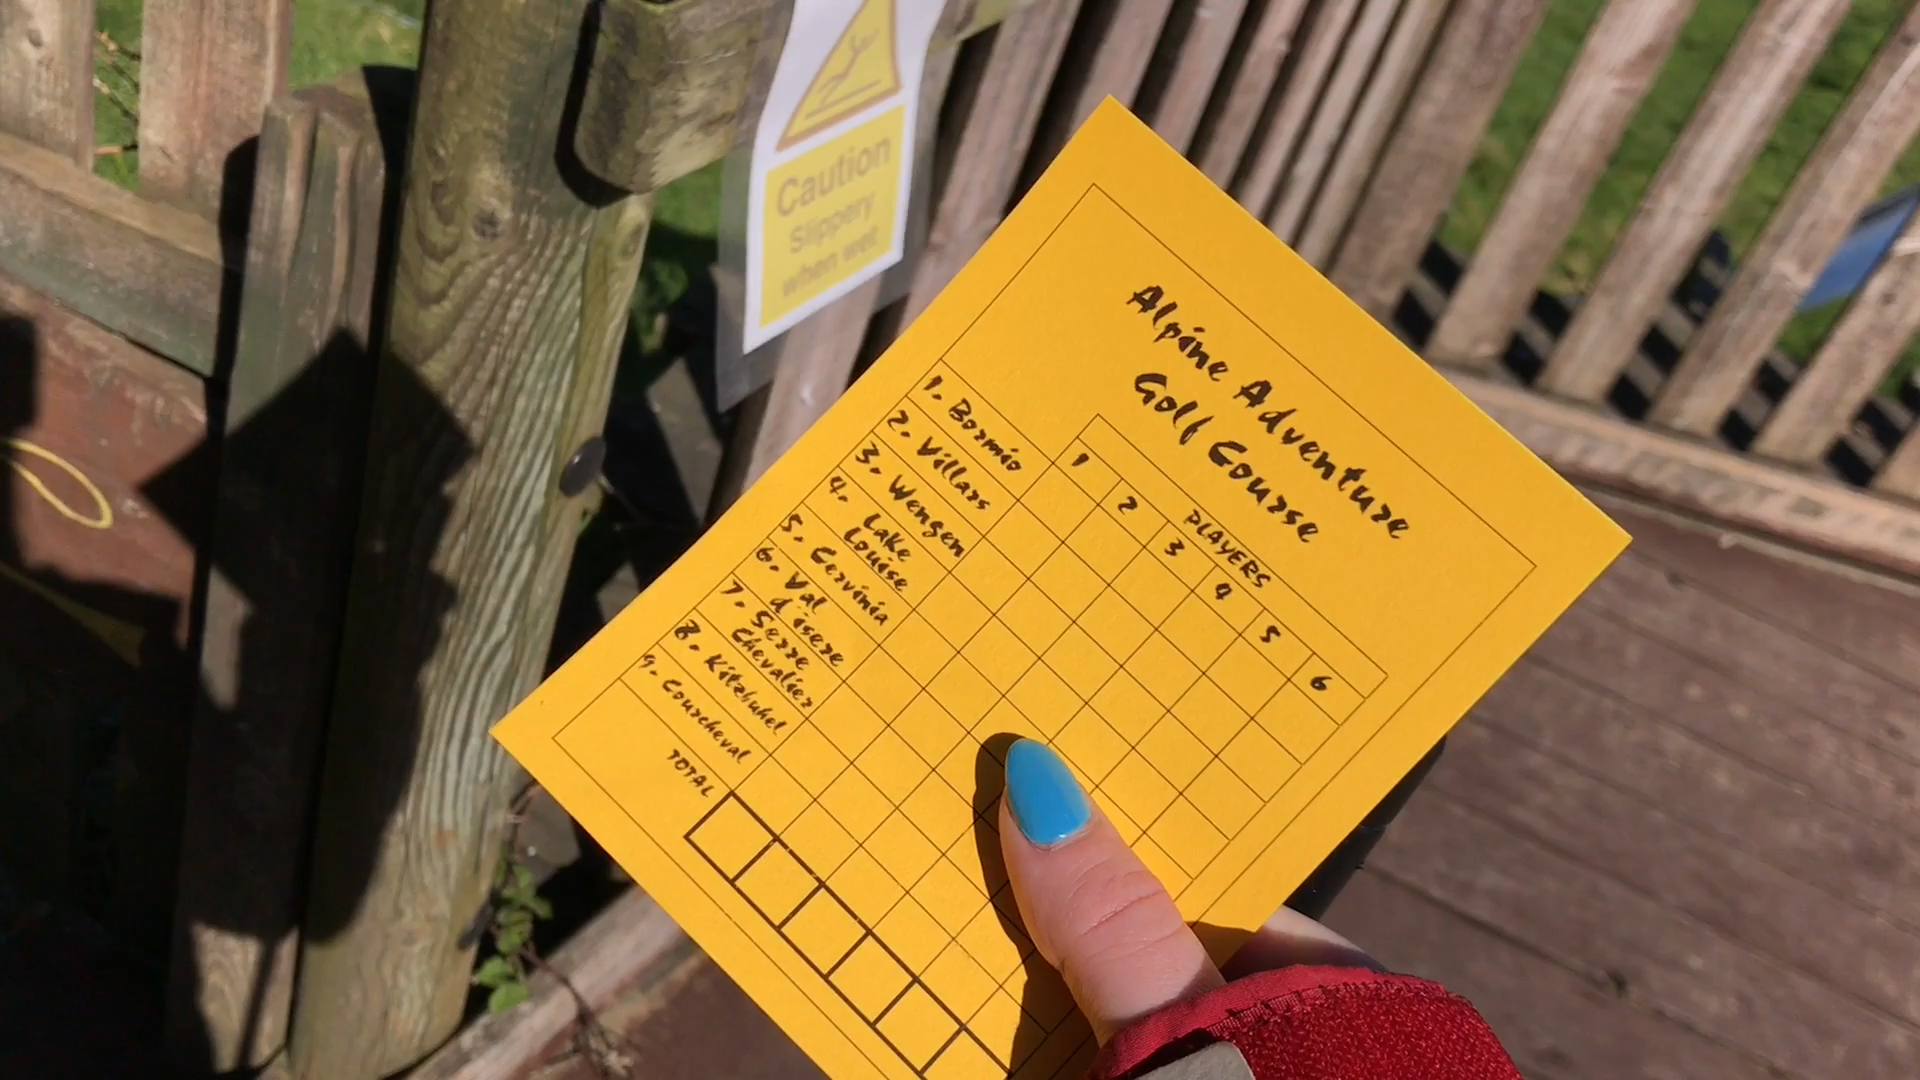 Caution
slippery
when wet
Alpine Adventure
Golf Course
PLAYERS
1 2 3 4 5 6
1. Bormio
2. Villars
3. Wengen
4. Lake
Louise
5. Cervinia
6. Val
d'isere
7. Serre
Chevalier
8. Kitzbuhel
9. Courcheval
TOTAL